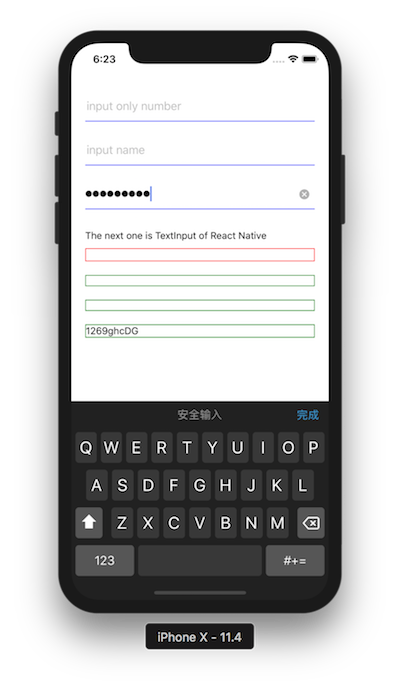 6:23
input only number
input name
•••••••••
The next one is TextInput of React Native
1269ghcDG
安全输入 完成
Q W E R T Y U I O P
A S D F G H J K L
Z X C V B N M
123 #+=
iPhone X - 11.4